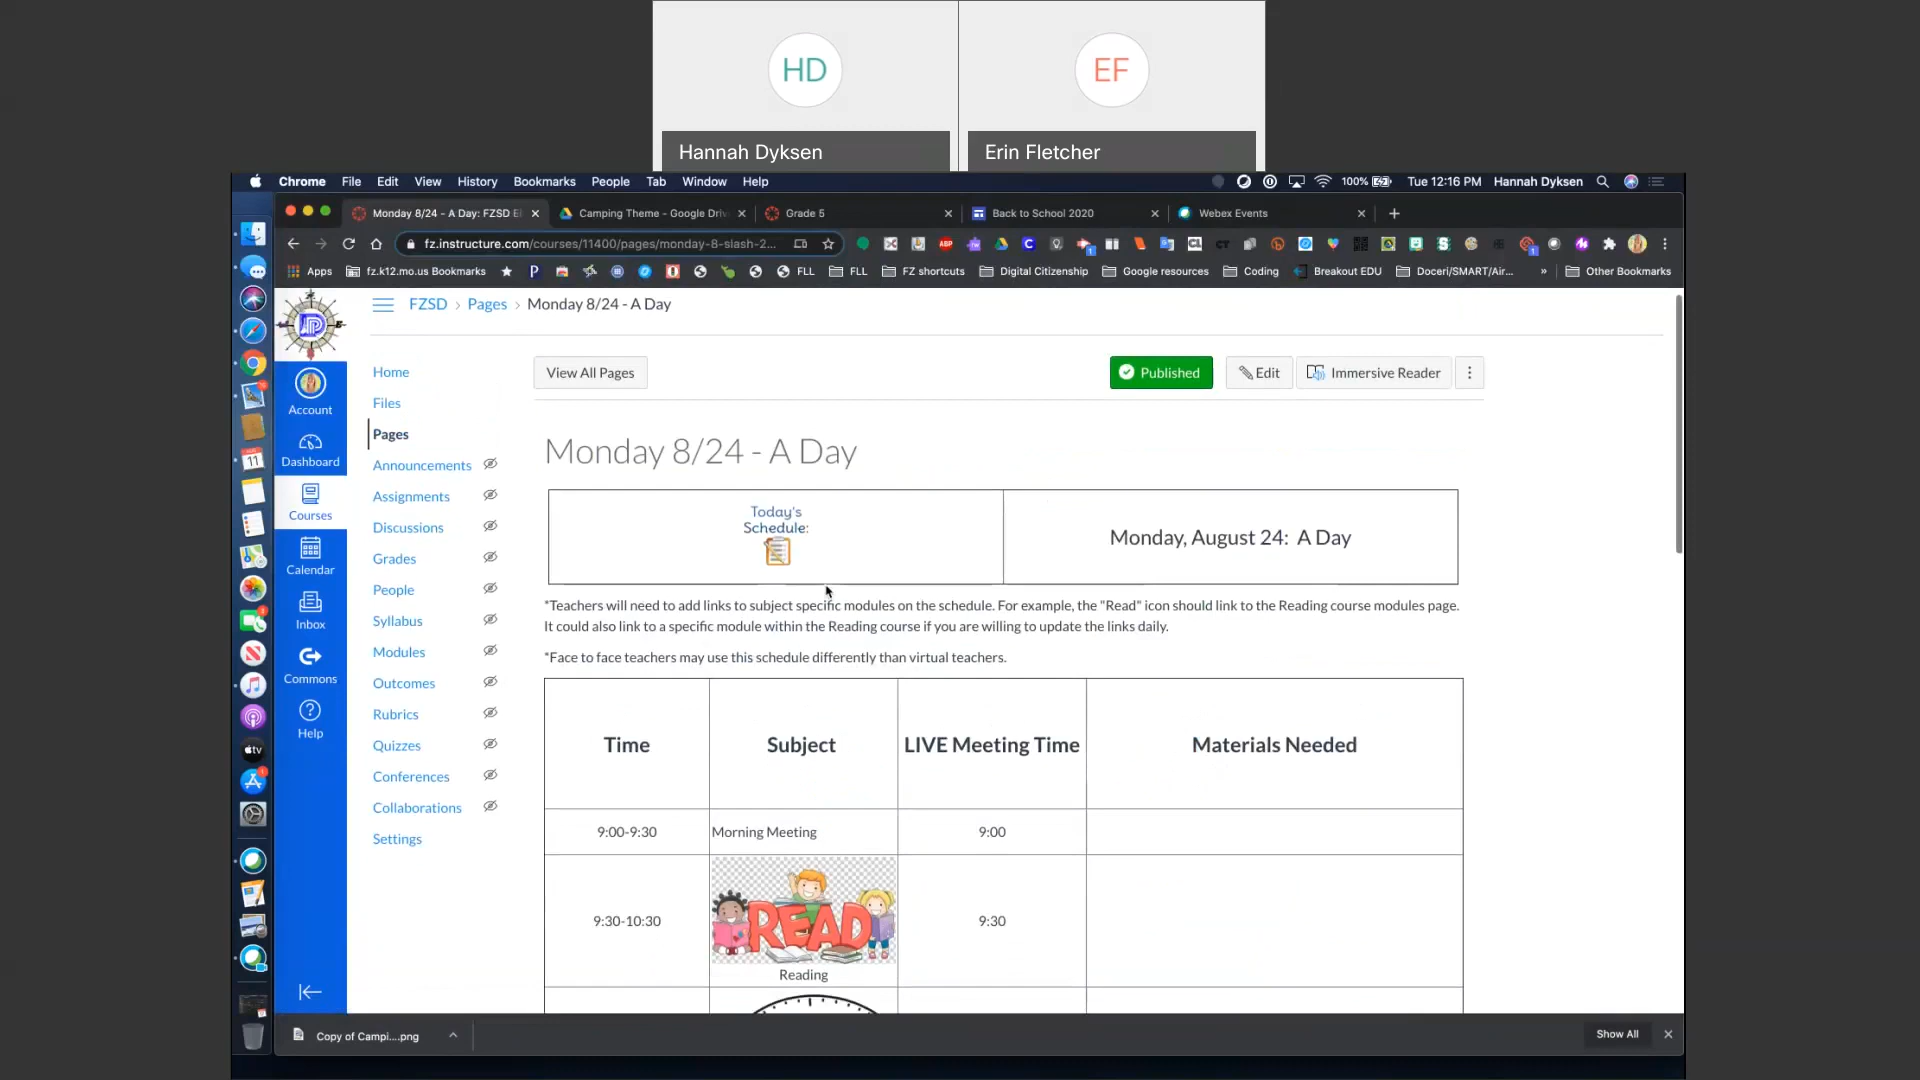 HD
EF
Hannah Dyksen
Erin Fletcher
Chrome File Edit View History Bookmarks People Tab Window Help
100% Tue 12:16 PM Hannah Dyksen
Monday 8/24 - A Day: FZSD El
Camping Theme - Google Driv
Grade 5
Back to School 2020
Webex Events
fz.instructure.com/courses/11400/pages/monday-8-slash-2...
Apps
fz.k12.mo.us Bookmarks
FLL
FLL
FZ shortcuts
Digital Citizenship
Google resources
Coding
Breakout EDU
Doceri/SMART/Air...
»
Other Bookmarks
FZSD > Pages > Monday 8/24 - A Day
Account
Dashboard
Courses
Calendar
Inbox
Commons
Help
Home
Files
Pages
Announcements
Assignments
Discussions
Grades
People
Syllabus
Modules
Outcomes
Rubrics
Quizzes
Conferences
Collaborations
Settings
View All Pages
Published
Edit
Immersive Reader
Monday 8/24 - A Day
Today's
Schedule:
Monday, August 24: A Day
*Teachers will need to add links to subject specific modules on the schedule. For example, the "Read" icon should link to the Reading course modules page.
It could also link to a specific module within the Reading course if you are willing to update the links daily.
*Face to face teachers may use this schedule differently than virtual teachers.
Time Subject LIVE Meeting Time Materials Needed
9:00-9:30 Morning Meeting 9:00
9:30-10:30 READ 9:30
Reading
Copy of Campi....png
Show All